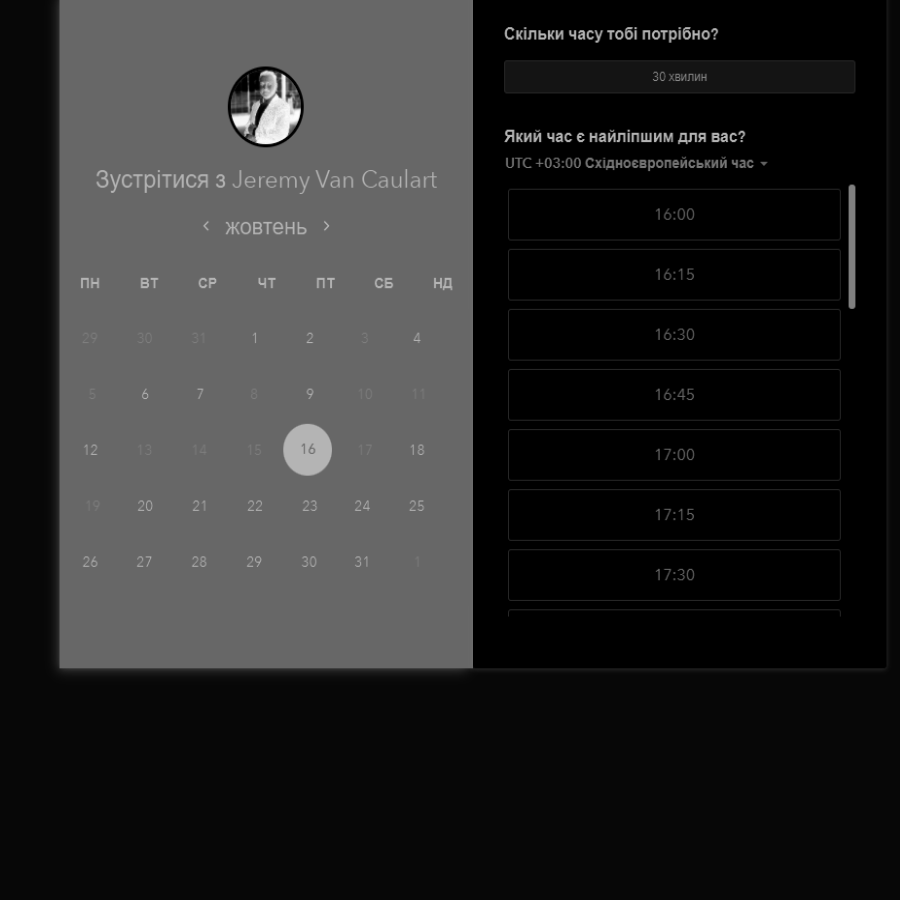 Зустрітися з Jeremy Van Caulart
жовтень
ПН ВТ СР ЧТ ПТ СБ НД
29 30 31 1 2 3 4
5 6 7 8 9 10 11
12 13 14 15 16 17 18
19 20 21 22 23 24 25
26 27 28 29 30 31 1
Скільки часу тобі потрібно?
30 хвилин
Який час є найліпшим для вас?
UTC +03:00 Східноєвропейський час
16:00
16:15
16:30
16:45
17:00
17:15
17:30